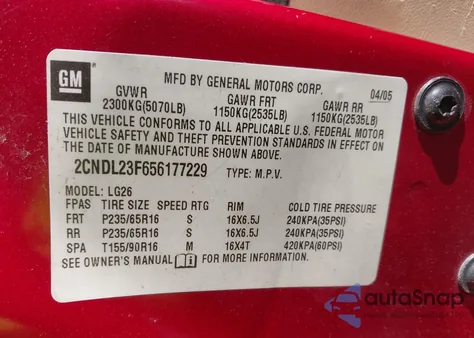 GM
MFD BY GENERAL MOTORS CORP. 04/05
GVWR GAWR FRT GAWR RR
2300KG(5070LB) 1150KG(2535LB) 1150KG(2535LB)
THIS VEHICLE CONFORMS TO ALL APPLICABLE U.S. FEDERAL MOTOR
VEHICLE SAFETY AND THEFT PREVENTION STANDARDS IN EFFECT ON
THE DATE OF MANUFACTURE SHOWN ABOVE.
2CNDL23F656177229 TYPE: M.P.V.
MODEL: LG26
FPAS TIRE SIZE SPEED RTG RIM COLD TIRE PRESSURE
FRT P235/65R16 S 16X6.5J 240KPA(35PSI)
RR P235/65R16 S 16X6.5J 240KPA(35PSI)
SPA T155/90R16 M 16X4T 420KPA(60PSI)
SEE OWNER'S MANUAL FOR MORE INFORMATION.
autoSnap